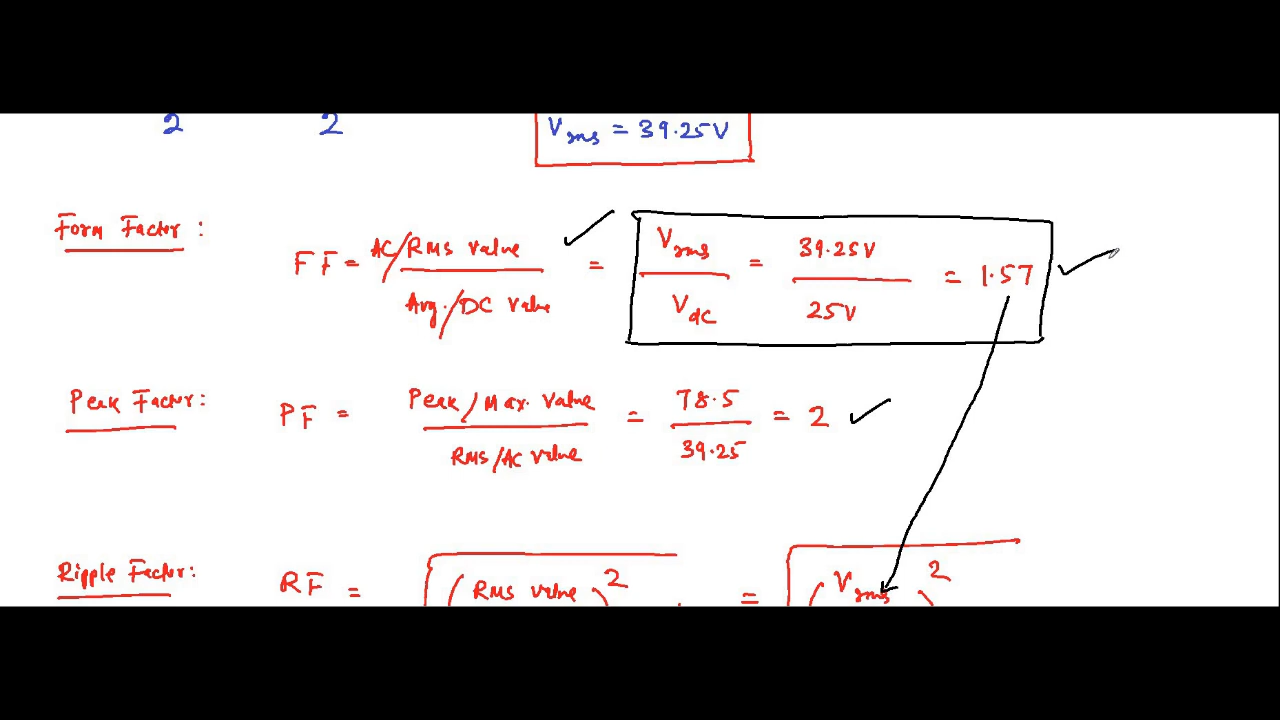 2 2 Vrms = 39.25V
Form Factor :
FF = AC/RMS value / Avg./DC value = Vrms / Vdc = 39.25V / 25V = 1.57
Peak Factor :
PF = Peak/Max. value / RMS/AC value = 78.5 / 39.25 = 2
Ripple Factor :
RF = √ ( RMS value )2 = √ ( Vrms )2